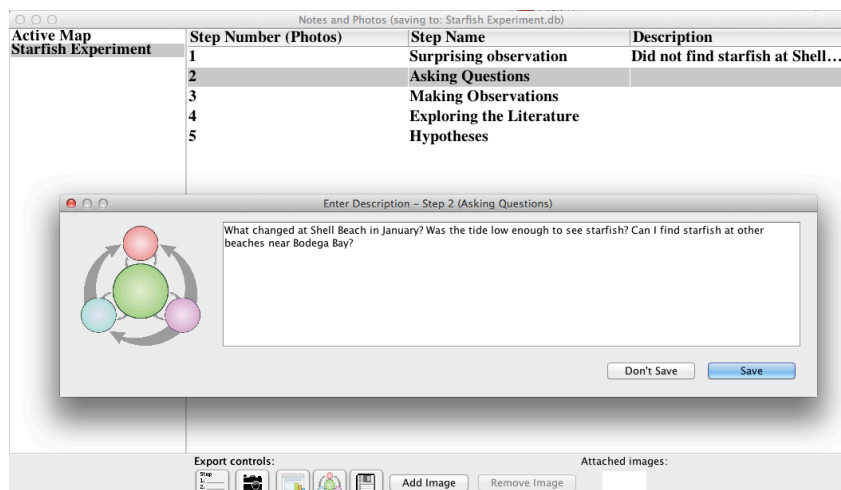 Notes and Photos (saving to: Starfish Experiment.db)
Active Map
Starfish Experiment
Step Number (Photos) Step Name Description
1 Surprising observation Did not find starfish at Shell...
2 Asking Questions
3 Making Observations
4 Exploring the Literature
5 Hypotheses
Enter Description – Step 2 (Asking Questions)
What changed at Shell Beach in January? Was the tide low enough to see starfish? Can I find starfish at other
beaches near Bodega Bay?
Don't Save Save
Export controls: Attached images:
Step
1.
2.
Add Image Remove Image